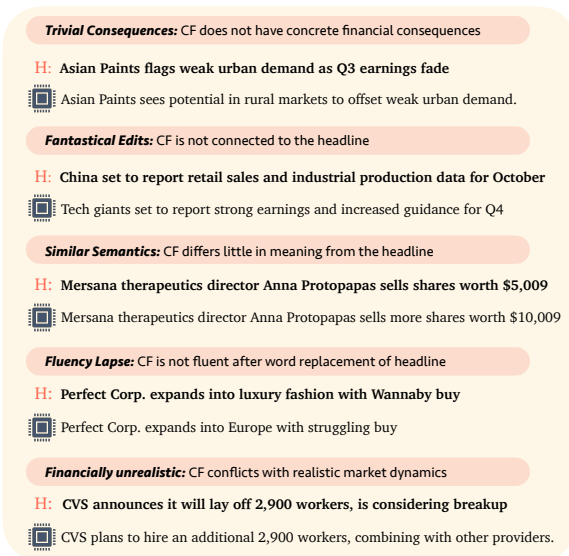 Trivial Consequences: CF does not have concrete financial consequences
H: Asian Paints flags weak urban demand as Q3 earnings fade
Asian Paints sees potential in rural markets to offset weak urban demand.
Fantastical Edits: CF is not connected to the headline
H: China set to report retail sales and industrial production data for October
Tech giants set to report strong earnings and increased guidance for Q4
Similar Semantics: CF differs little in meaning from the headline
H: Mersana therapeutics director Anna Protopapas sells shares worth $5,009
Mersana therapeutics director Anna Protopapas sells more shares worth $10,009
Fluency Lapse: CF is not fluent after word replacement of headline
H: Perfect Corp. expands into luxury fashion with Wannaby buy
Perfect Corp. expands into Europe with struggling buy
Financially unrealistic: CF conflicts with realistic market dynamics
H: CVS announces it will lay off 2,900 workers, is considering breakup
CVS plans to hire an additional 2,900 workers, combining with other providers.